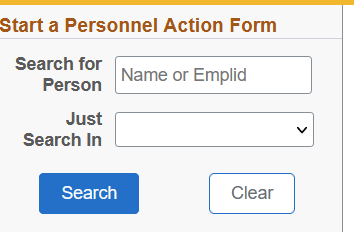 Start a Personnel Action Form
Search for
Person
Name or Emplid
Just
Search In
Search
Clear